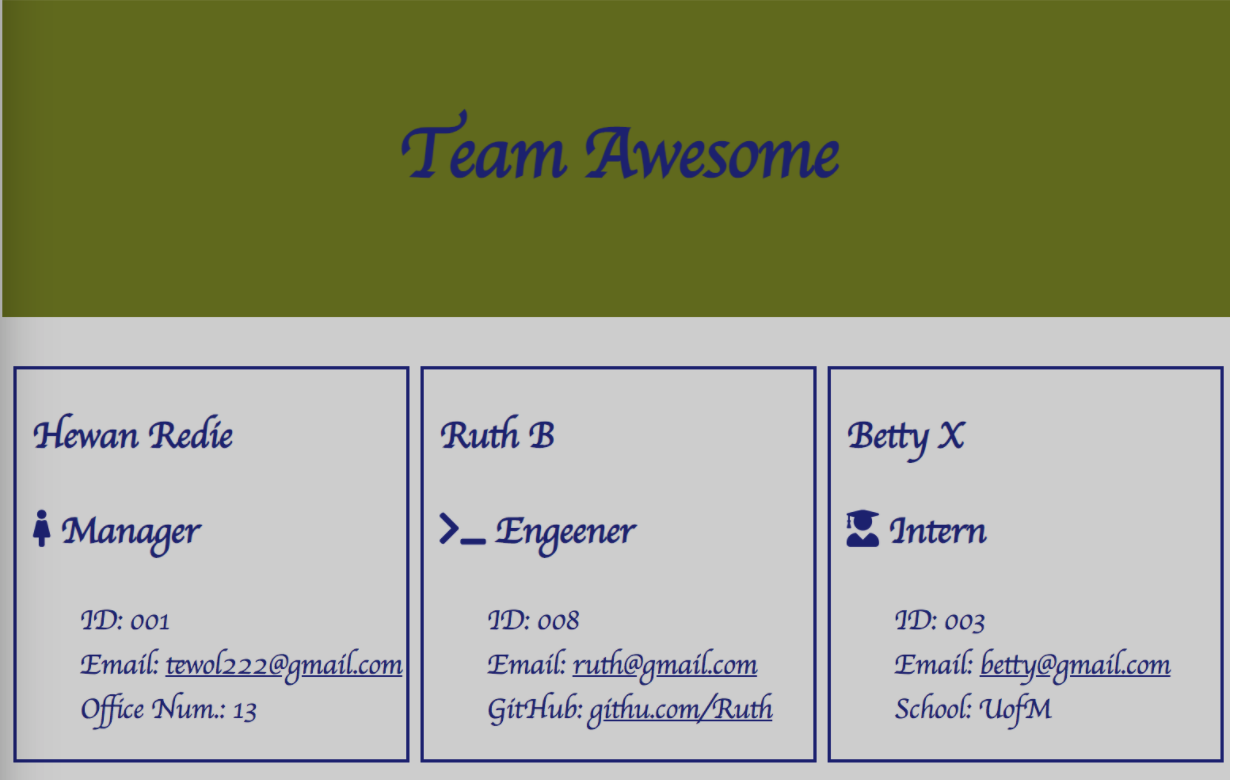 Team Awesome
Hewan Redie
Manager
ID: 001
Email: tewol222@gmail.com
Office Num.: 13
Ruth B
Engeener
ID: 008
Email: ruth@gmail.com
GitHub: githu.com/Ruth
Betty X
Intern
ID: 003
Email: betty@gmail.com
School: UofM